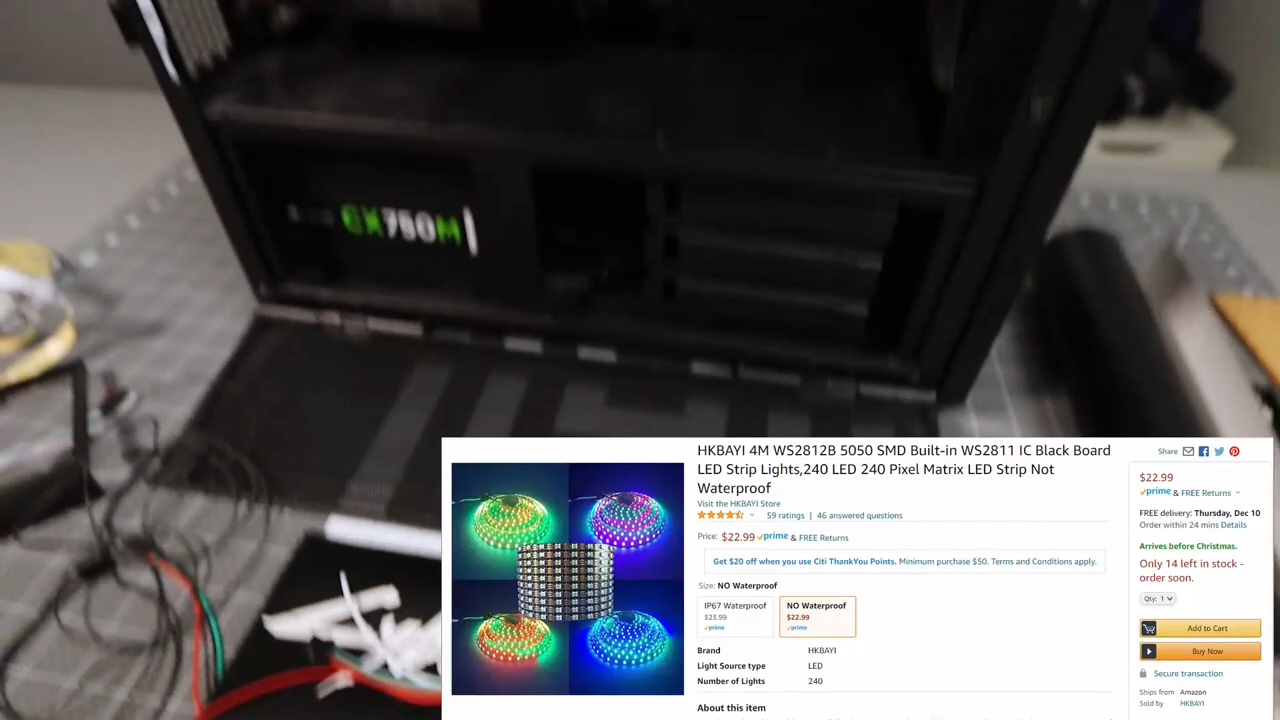 GX750M
HKBAYI 4M WS2812B 5050 SMD Built-in WS2811 IC Black Board
LED Strip Lights,240 LED 240 Pixel Matrix LED Strip Not
Waterproof
Visit the HKBAYI Store
59 ratings | 46 answered questions
Price: $22.99 prime & FREE Returns
Get $20 off when you use Citi ThankYou Points. Minimum purchase $50. Terms and Conditions apply.
Size: NO Waterproof
IP67 Waterproof
$23.99
prime
NO Waterproof
$22.99
prime
Brand HKBAYI
Light Source type LED
Number of Lights 240
About this item
Share
$22.99
prime & FREE Returns
FREE delivery: Thursday, Dec 10
Order within 24 mins Details
Arrives before Christmas.
Only 14 left in stock -
order soon.
Qty: 1
Add to Cart
Buy Now
Secure transaction
Ships from Amazon
Sold by HKBAYI